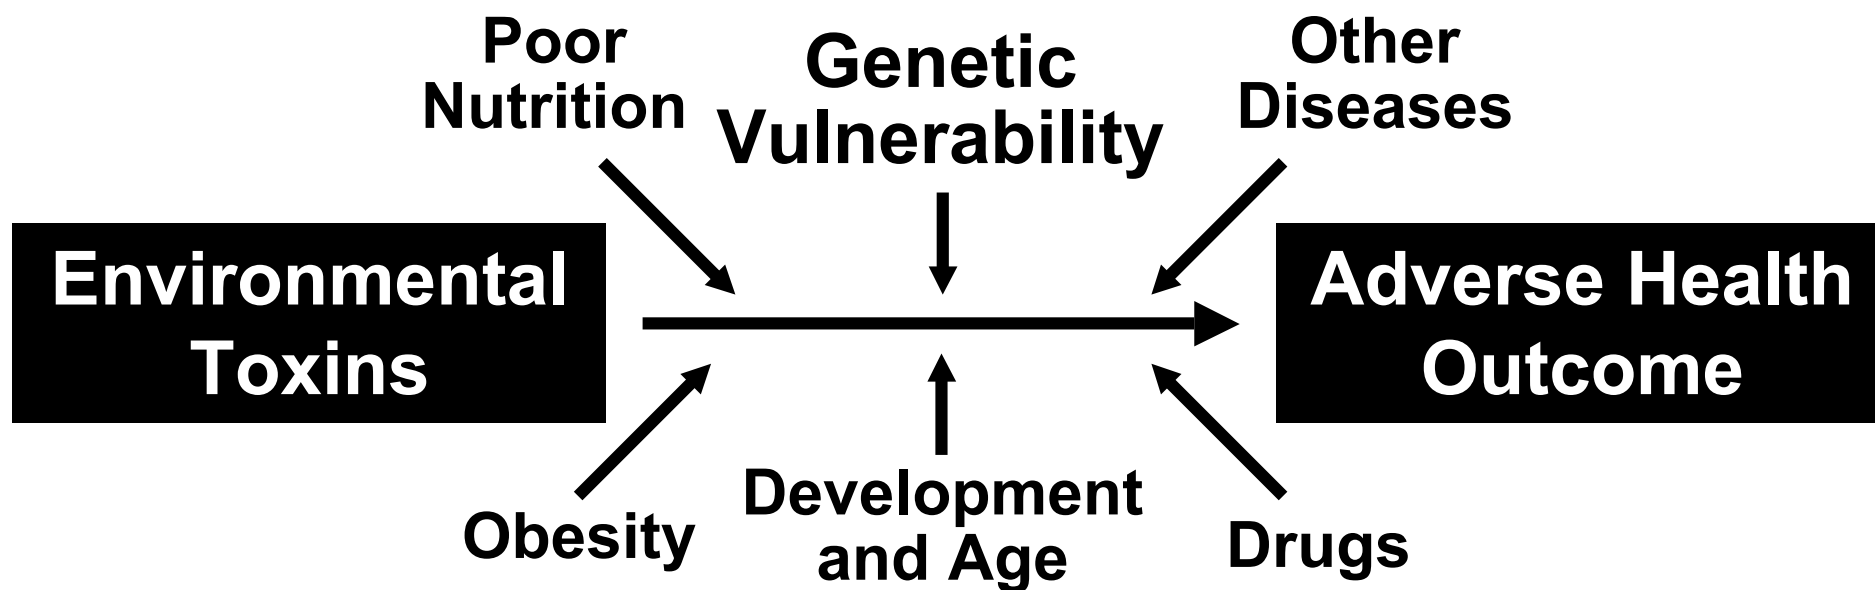 Poor
Nutrition
Genetic
Vulnerability
Other
Diseases
Environmental
Toxins
Adverse Health
Outcome
Obesity
Development
and Age
Drugs